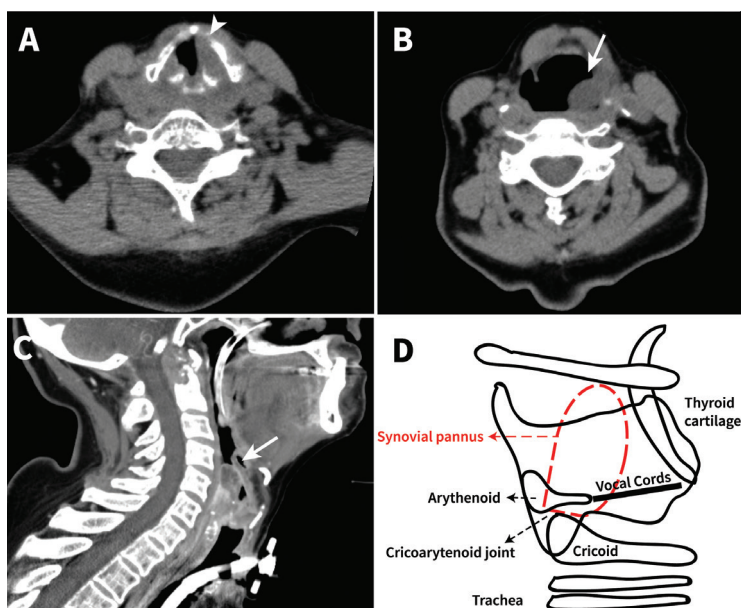 A
B
C
D
Thyroid
cartilage
Synovial pannus
Vocal Cords
Arythenoid
Cricoarytenoid joint
Cricoid
Trachea